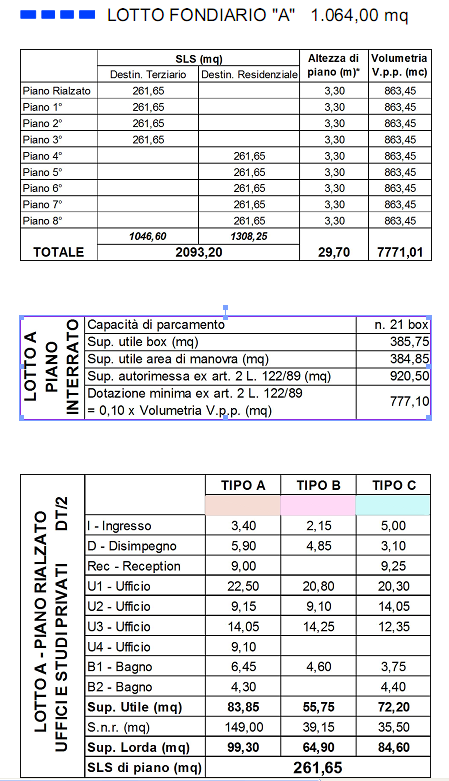 LOTTO FONDIARIO "A" 1.064,00 mq
SLS (mq) Altezza di piano (m)* Volumetria V.p.p. (mc)
Destin. Terziario Destin. Residenziale
Piano Rialzato 261,65 3,30 863,45
Piano 1° 261,65 3,30 863,45
Piano 2° 261,65 3,30 863,45
Piano 3° 261,65 3,30 863,45
Piano 4° 261,65 3,30 863,45
Piano 5° 261,65 3,30 863,45
Piano 6° 261,65 3,30 863,45
Piano 7° 261,65 3,30 863,45
Piano 8° 261,65 3,30 863,45
1046,60 1308,25
TOTALE 2093,20 29,70 7771,01
LOTTO A
PIANO
INTERRATO
Capacità di parcamento n. 21 box
Sup. utile box (mq) 385,75
Sup. utile area di manovra (mq) 384,85
Sup. autorimessa ex art. 2 L. 122/89 (mq) 920,50
Dotazione minima ex art. 2 L. 122/89
= 0,10 x Volumetria V.p.p. (mq) 777,10
LOTTO A - PIANO RIALZATO
UFFICI E STUDI PRIVATI DT/2
TIPO A TIPO B TIPO C
I - Ingresso 3,40 2,15 5,00
D - Disimpegno 5,90 4,85 3,10
Rec - Reception 9,00 9,25
U1 - Ufficio 22,50 20,80 20,30
U2 - Ufficio 9,15 9,10 14,05
U3 - Ufficio 14,05 14,25 12,35
U4 - Ufficio 9,10
B1 - Bagno 6,45 4,60 3,75
B2 - Bagno 4,30 4,40
Sup. Utile (mq) 83,85 55,75 72,20
S.n.r. (mq) 149,00 39,15 35,50
Sup. Lorda (mq) 99,30 64,90 84,60
SLS di piano (mq) 261,65